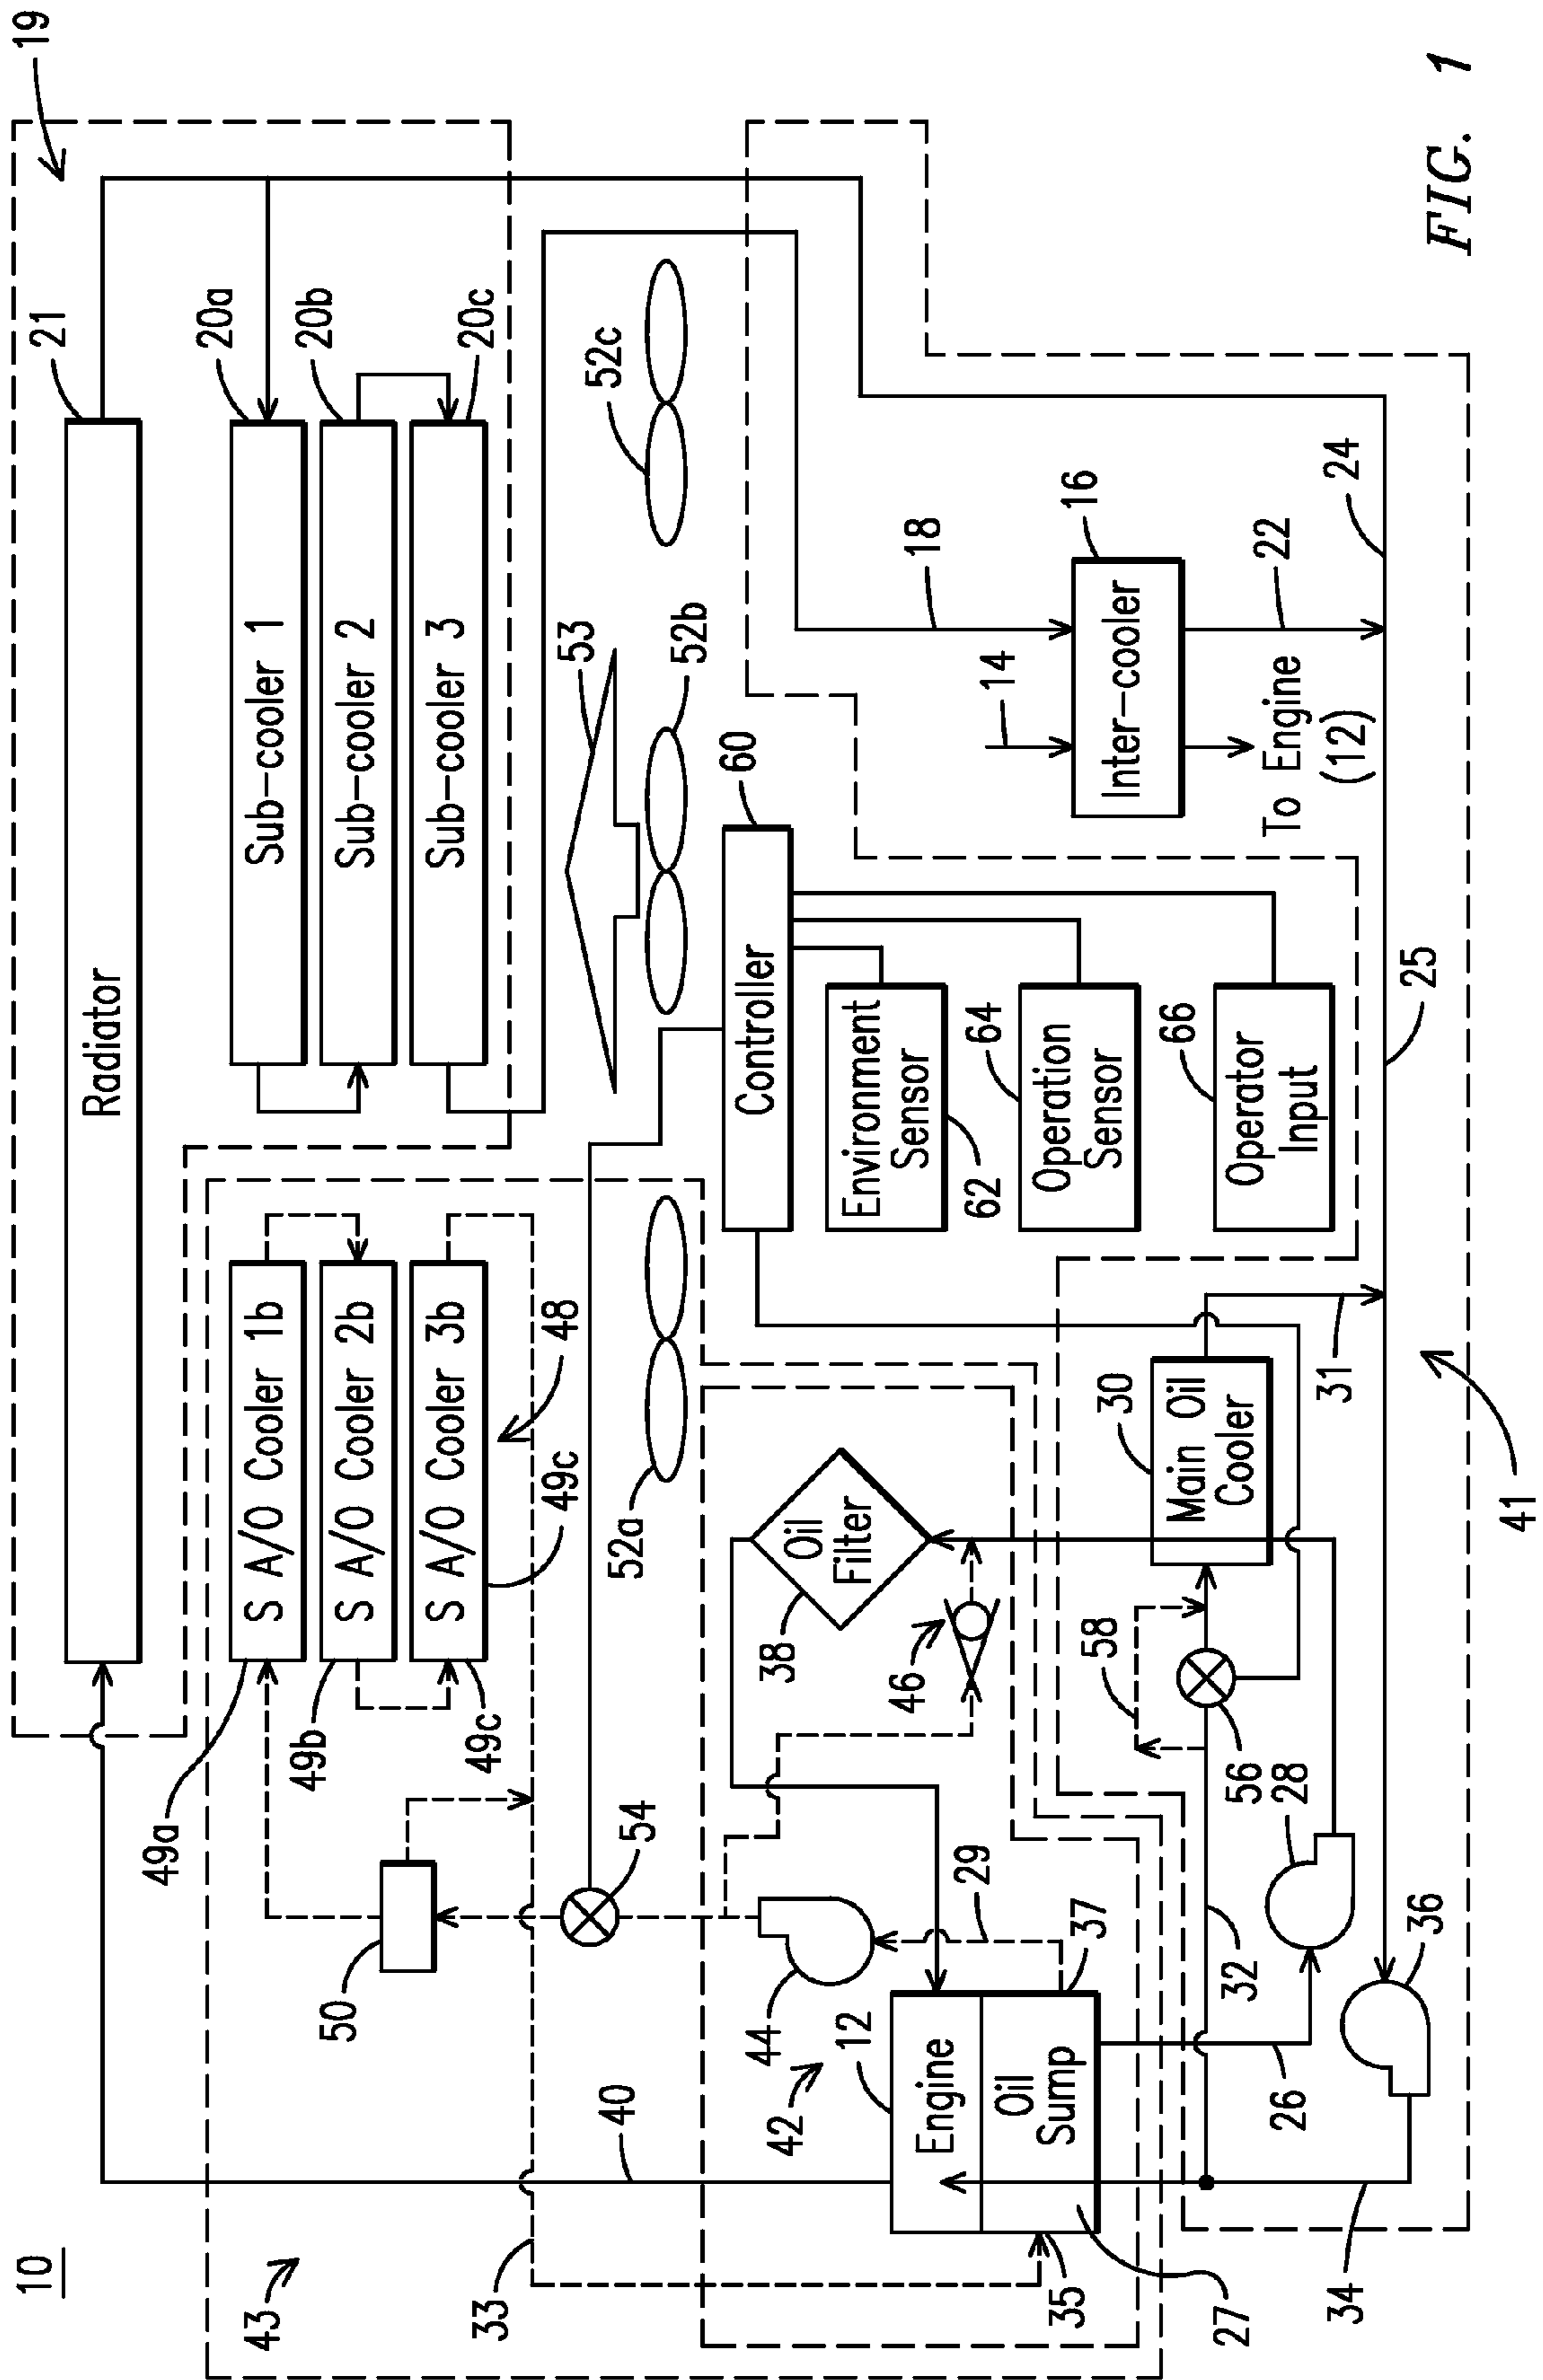 10
19
21
Radiator
43
49a
S A/O Cooler 1b
Sub-cooler 1
20a
49b
S A/O Cooler 2b
Sub-cooler 2
20b
50
49c
S A/O Cooler 3b
48
Sub-cooler 3
20c
33
49c
53
40
54
52a
52b
52c
42
44
38
Oil
Filter
60
Controller
12
Engine
46
Environment
Sensor
62
18
29
Oil
Sump
37
64
Operation
Sensor
14
16
Inter-cooler
35
58
30
Main Oil
Cooler
66
Operator
Input
22
27
26
32
56
28
31
To Engine
(12)
24
34
36
25
41
FIG. 1